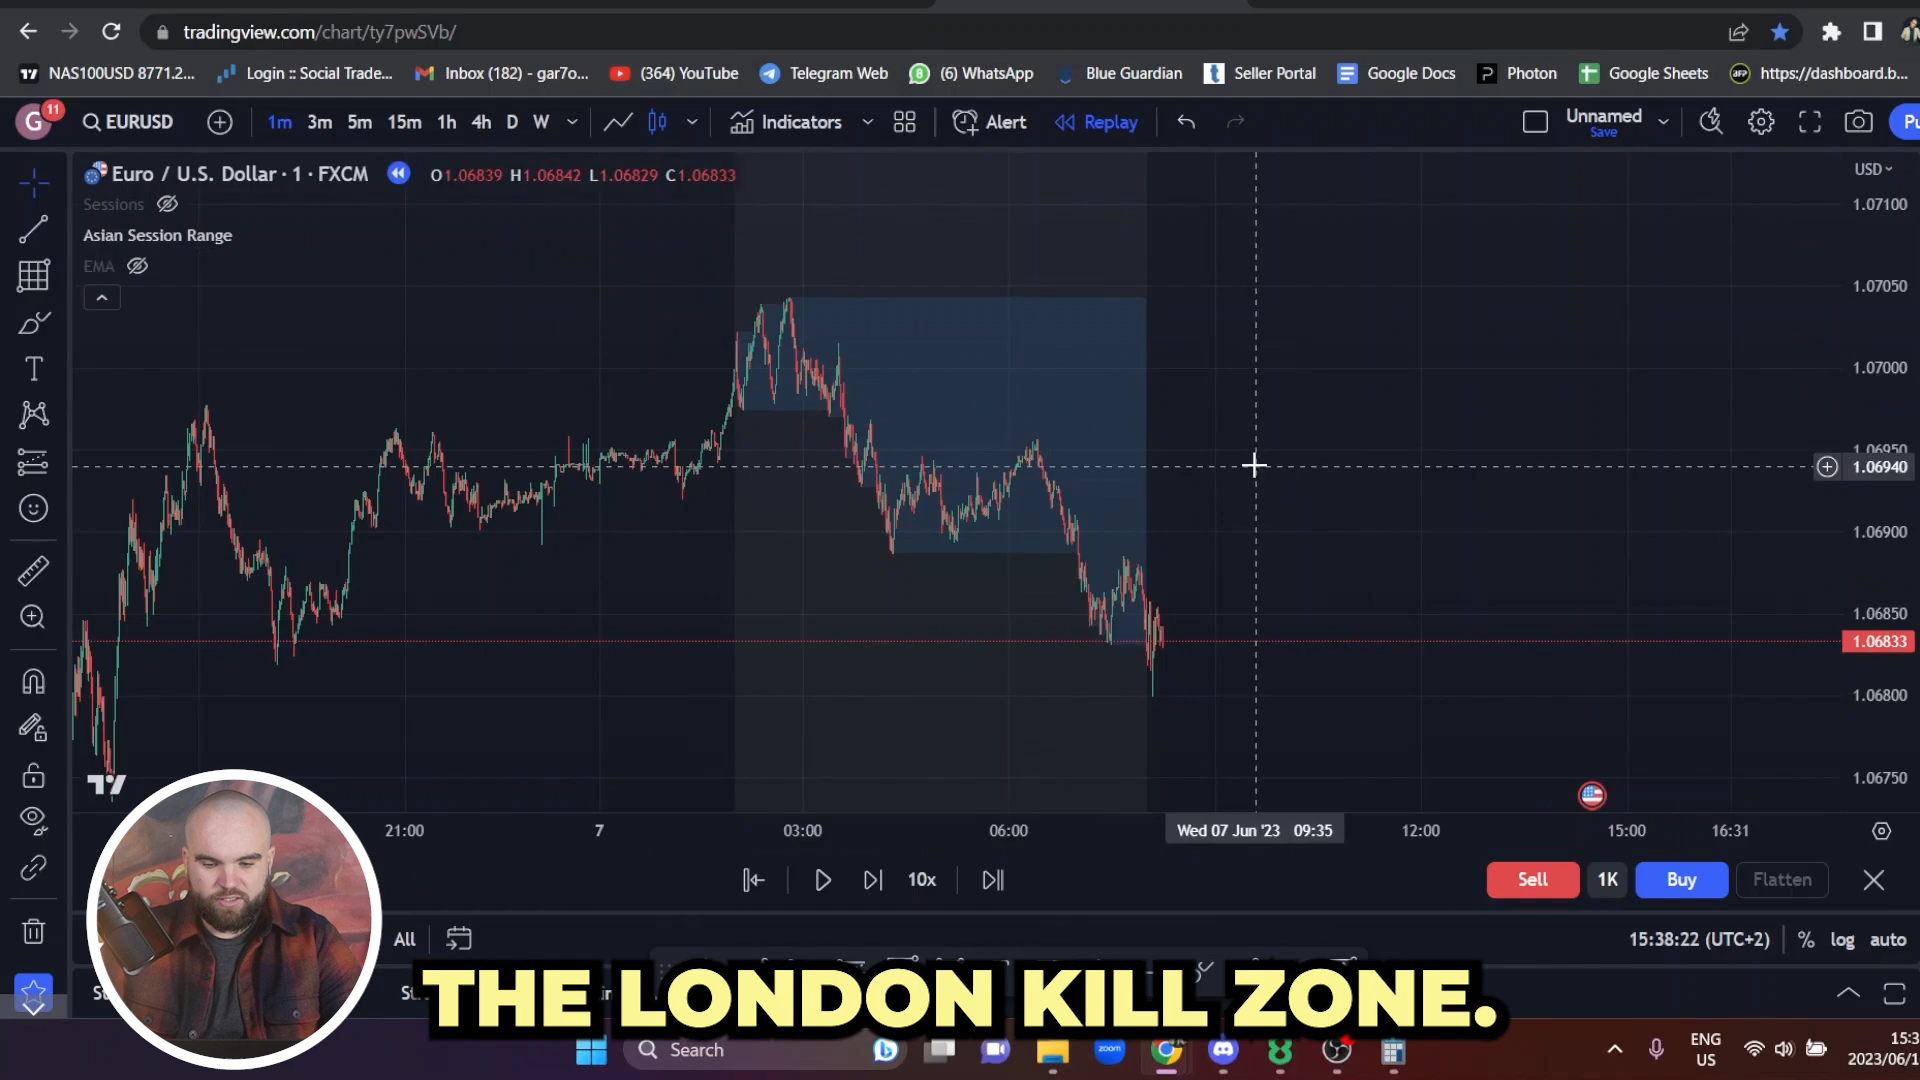 tradingview.com/chart/ty7pwSVb/
NAS100USD 8771.2... Login :: Social Trade... Inbox (182) - gar7o... (364) YouTube Telegram Web (6) WhatsApp Blue Guardian Seller Portal Google Docs Photon Google Sheets https://dashboard.b...
G 11 EURUSD 1m 3m 5m 15m 1h 4h D W Indicators Alert Replay Unnamed Save Pu
Euro / U.S. Dollar · 1 · FXCM O1.06839 H1.06842 L1.06829 C1.06833 USD
Sessions
1.07100
Asian Session Range
EMA
1.07050
1.07000
1.06950
1.06940
1.06900
1.06850
1.06833
1.06800
1.06750
21:00 7 03:00 06:00 Wed 07 Jun '23 09:35 12:00 15:00 16:31
10x Sell 1K Buy Flatten
All 15:38:22 (UTC+2) % log auto
THE LONDON KILL ZONE.
Search zoom ENG US 15:3
2023/06/1